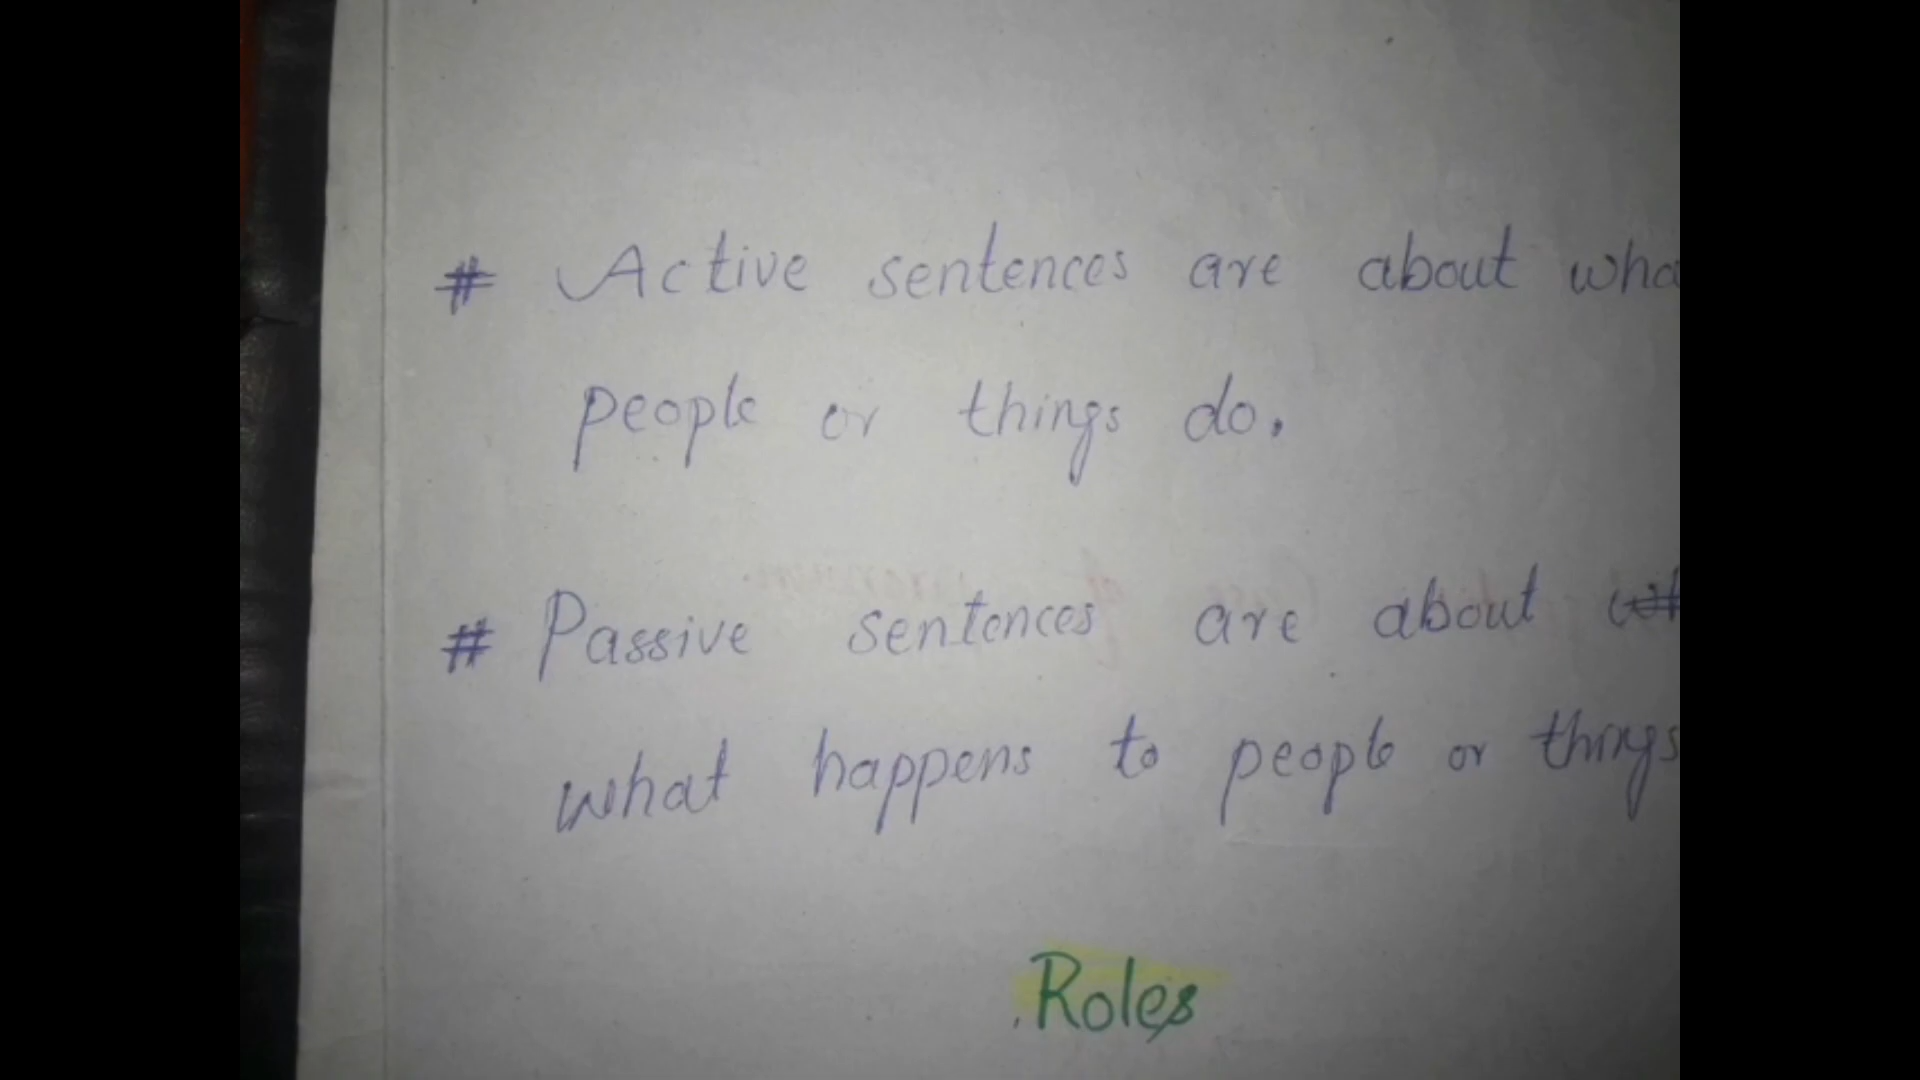 # Active sentences are about wha
people or things do.
# Passive sentences are about
what happens to people or things
Roles